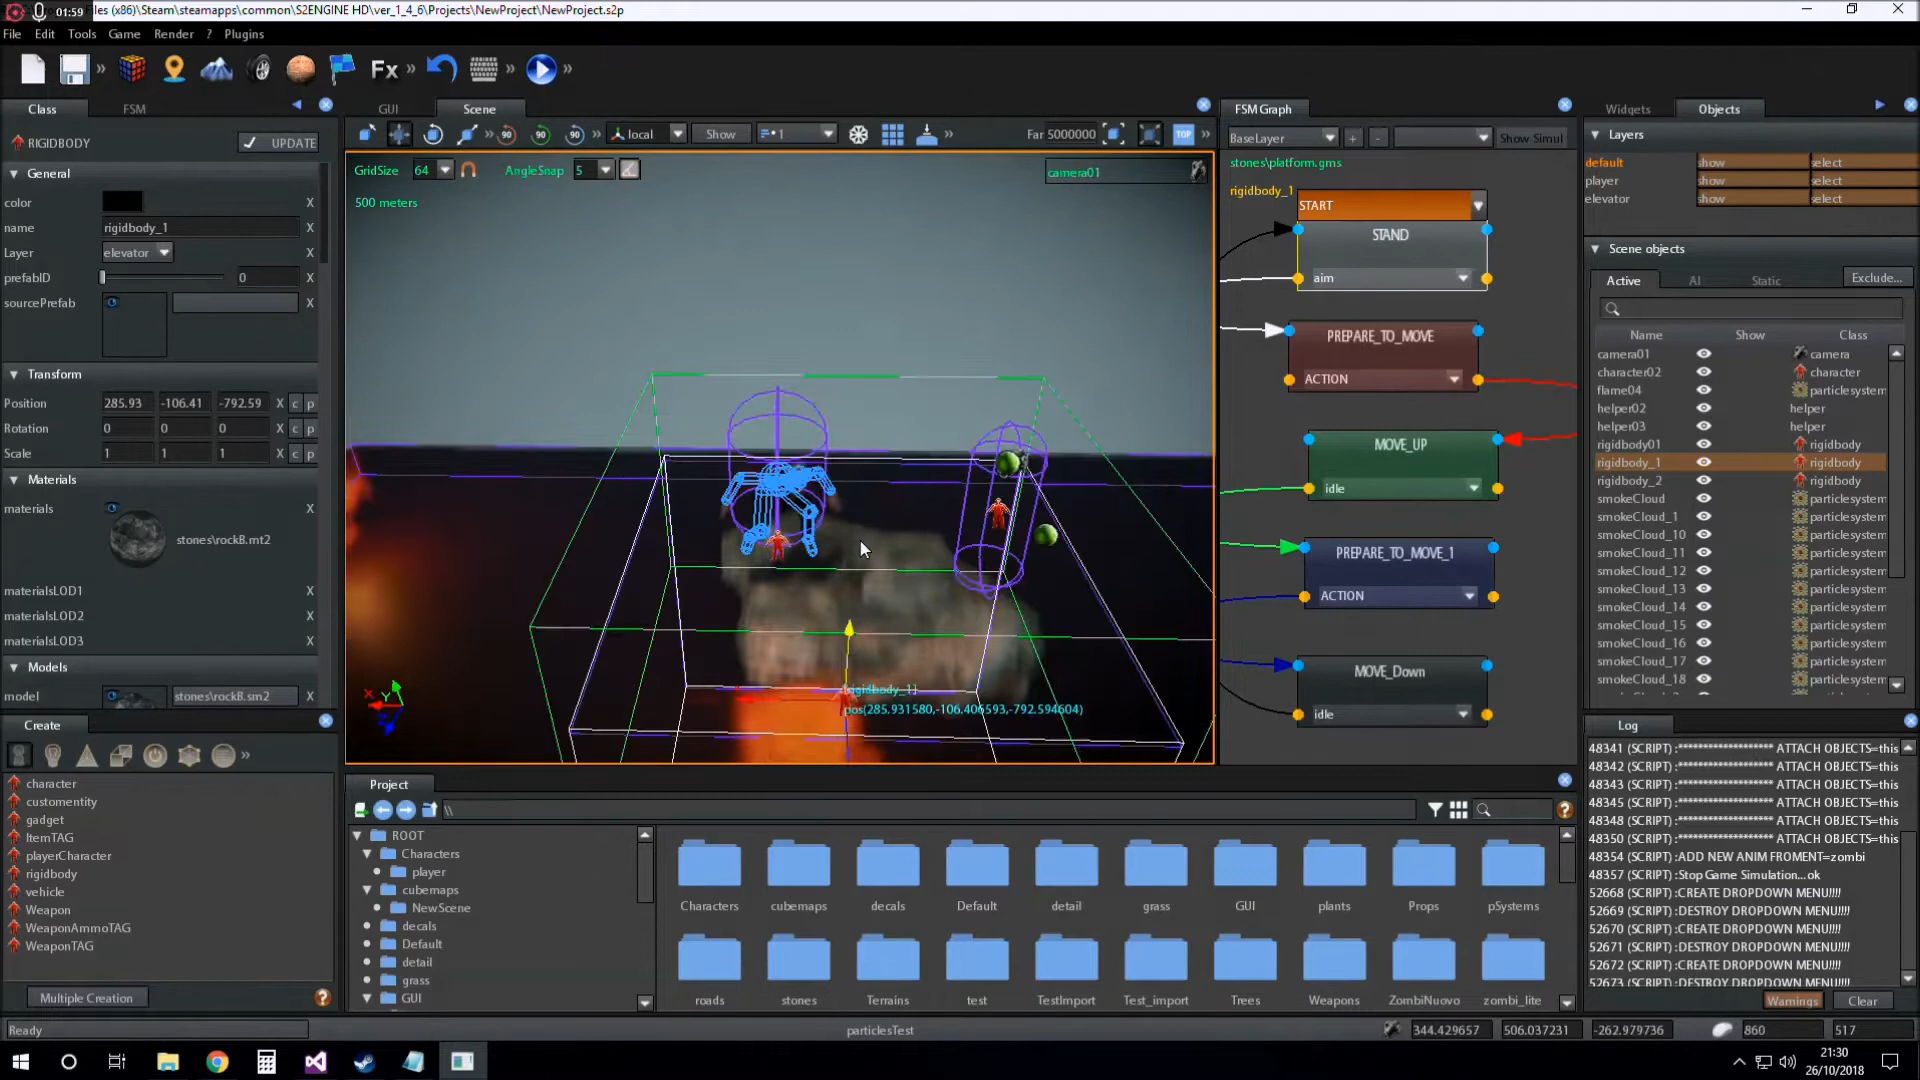 01:59 Files (x86)\Steam\steamapps\common\S2ENGINE HD\ver_1_4_6\Projects\NewProject\NewProject.s2p
File Edit Tools Game Render ? Plugins
Fx
Class FSM
RIGIDBODY UPDATE
General
color X
name rigidbody_1 X
Layer elevator X
prefabID 0 X
sourcePrefab X
Transform
Position 285.93 -106.41 -792.59 X c p
Rotation 0 0 0 X c p
Scale 1 1 1 X c p
Materials
materials X
stones\rockB.mt2
materialsLOD1
materialsLOD2
materialsLOD3
Models
model stones\rockB.sm2 X
Create
character
customentity
gadget
ItemTAG
playerCharacter
rigidbody
vehicle
Weapon
WeaponAmmoTAG
WeaponTAG
Multiple Creation
GUI Scene
90 90 90 local Show 1 Far 5000000 TOP
GridSize 64 AngleSnap 5 camera01
500 meters
[rigidbody_1]
pos(285.931580,-106.406593,-792.594604)
FSM Graph
BaseLayer + - Show Simul
stones\platform.gms
rigidbody_1
START
STAND
aim
PREPARE_TO_MOVE
ACTION
MOVE_UP
idle
PREPARE_TO_MOVE_1
ACTION
MOVE_Down
idle
Project
\\
ROOT
Characters
player
cubemaps
NewScene
decals
Default
detail
grass
GUI
Characters cubemaps decals Default detail grass GUI plants Props pSystems
roads stones Terrains test TestImport Test_import Trees Weapons ZombiNuovo zombi_lite
Widgets Objects
Layers
default show select
player show select
elevator show select
Scene objects
Active AI Static Exclude...
Name Show Class
camera01 camera
character02 character
flame04 particlesystem
helper02 helper
helper03 helper
rigidbody01 rigidbody
rigidbody_1 rigidbody
rigidbody_2 rigidbody
smokeCloud particlesystem
smokeCloud_1 particlesystem
smokeCloud_10 particlesystem
smokeCloud_11 particlesystem
smokeCloud_12 particlesystem
smokeCloud_13 particlesystem
smokeCloud_14 particlesystem
smokeCloud_15 particlesystem
smokeCloud_16 particlesystem
smokeCloud_17 particlesystem
smokeCloud_18 particlesystem
Log
48341 (SCRIPT) :******************* ATTACH OBJECTS=this
48342 (SCRIPT) :******************* ATTACH OBJECTS=this
48343 (SCRIPT) :******************* ATTACH OBJECTS=this
48345 (SCRIPT) :******************* ATTACH OBJECTS=this
48348 (SCRIPT) :******************* ATTACH OBJECTS=this
48350 (SCRIPT) :******************* ATTACH OBJECTS=this
48354 (SCRIPT) :ADD NEW ANIM FROMENT=zombi
48357 (SCRIPT) :Stop Game Simulation...ok
52668 (SCRIPT) :CREATE DROPDOWN MENU!!!!
52669 (SCRIPT) :DESTROY DROPDOWN MENU!!!!
52670 (SCRIPT) :CREATE DROPDOWN MENU!!!!
52671 (SCRIPT) :DESTROY DROPDOWN MENU!!!!
52672 (SCRIPT) :CREATE DROPDOWN MENU!!!!
52673 (SCRIPT) :DESTROY DROPDOWN MENU!!!!
Warnings Clear
Ready particlesTest 344.429657 506.037231 -262.979736 860 517
21:30
26/10/2018